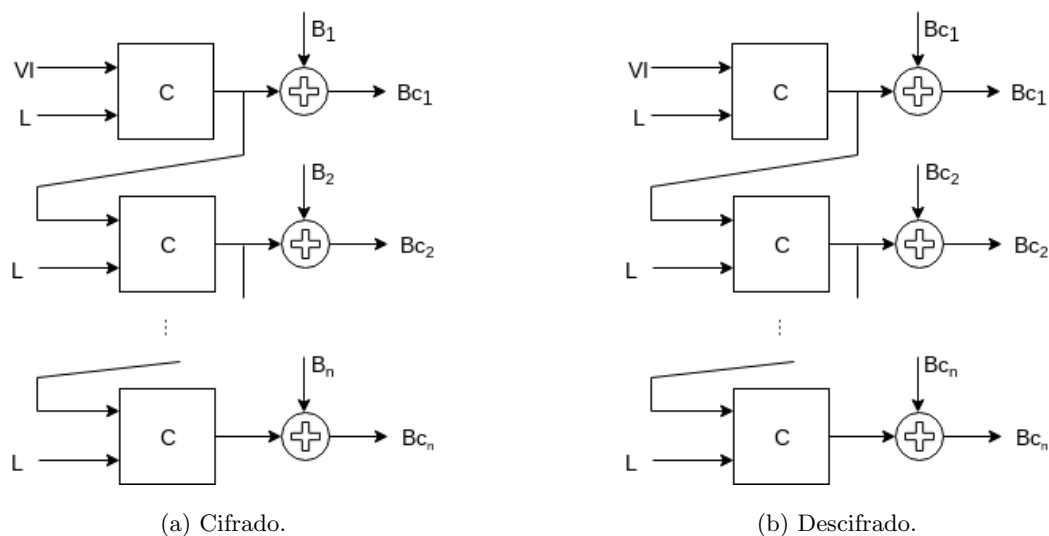 B1
VI
C
Bc1
L
B2
C
Bc2
L
Bn
C
Bcn
L
(a) Cifrado.
Bc1
VI
C
Bc1
L
Bc2
C
Bc2
L
Bcn
C
Bcn
L
(b) Descifrado.